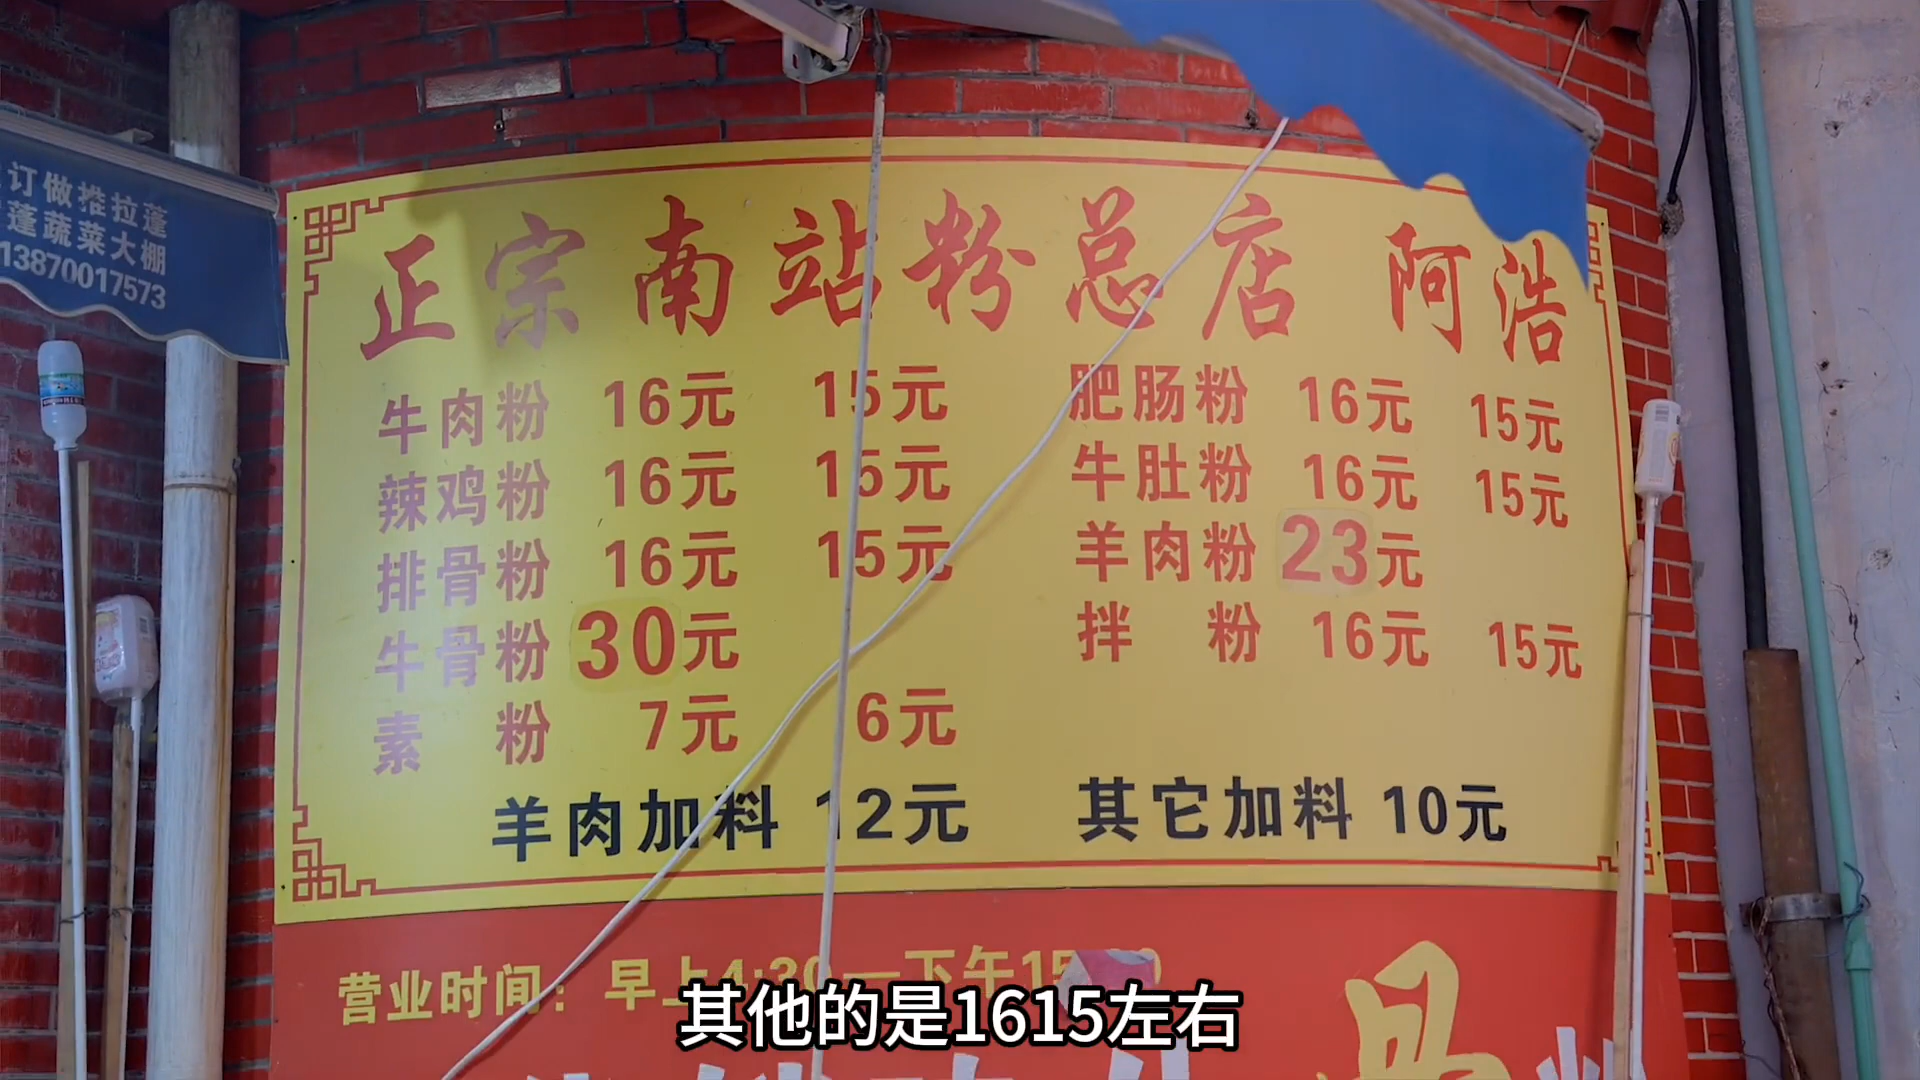 订做推拉蓬
蓬蔬菜大棚
13870017573
正宗南站粉总店 阿浩
牛肉粉 16元 15元 肥肠粉 16元 15元
辣鸡粉 16元 15元 牛肚粉 16元 15元
排骨粉 16元 15元 羊肉粉 23元
牛骨粉 30元 拌 粉 16元 15元
素 粉 7元 6元
羊肉加料 12元 其它加料 10元
营业时间：早上4:30—下午15
骨
其他的是1615左右